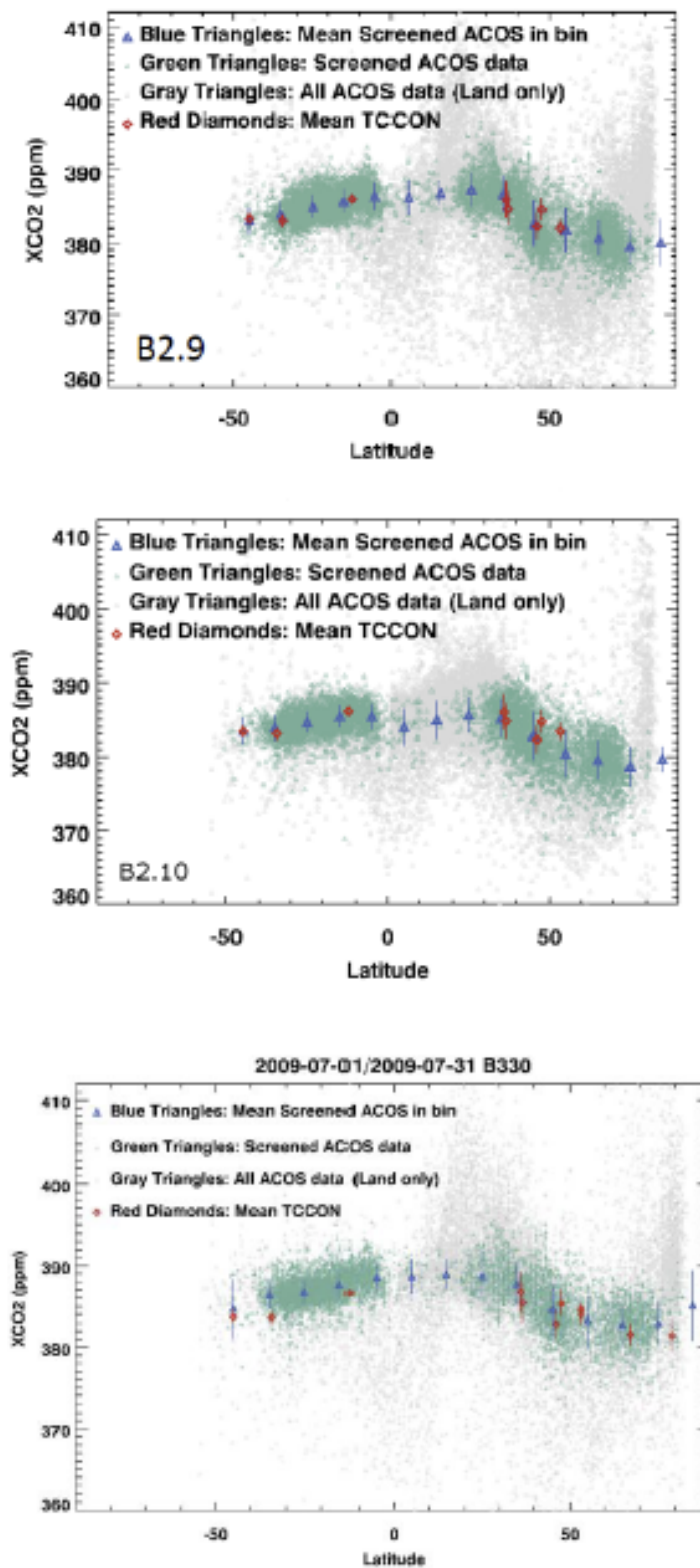 410
Blue Triangles: Mean Screened ACOS in bin
Green Triangles: Screened ACOS data
400
Gray Triangles: All ACOS data (Land only)
Red Diamonds: Mean TCCON
390
XCO2 (ppm)
380
370
B2.9
360
-50 0 50
Latitude
410
Blue Triangles: Mean Screened ACOS in bin
Green Triangles: Screened ACOS data
400
Gray Triangles: All ACOS data (Land only)
Red Diamonds: Mean TCCON
390
XCO2 (ppm)
380
370
B2.10
360
-50 0 50
Latitude
2009-07-01/2009-07-31 B330
410
Blue Triangles: Mean Screened ACOS in bin
Green Triangles: Screened ACOS data
Gray Triangles: All ACOS data (Land only)
400
Red Diamonds: Mean TCCON
390
XCO2 (ppm)
380
370
360
-50 0 50
Latitude